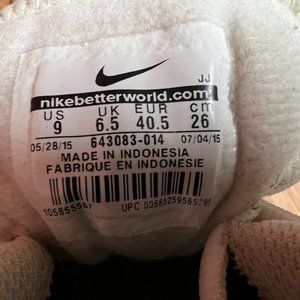 JJ
nikebetterworld.com
US UK EUR cm
9 6.5 40.5 26
05/28/15 643083-014 07/04/15
MADE IN INDONESIA
FABRIQUE EN INDONESIE
UPC